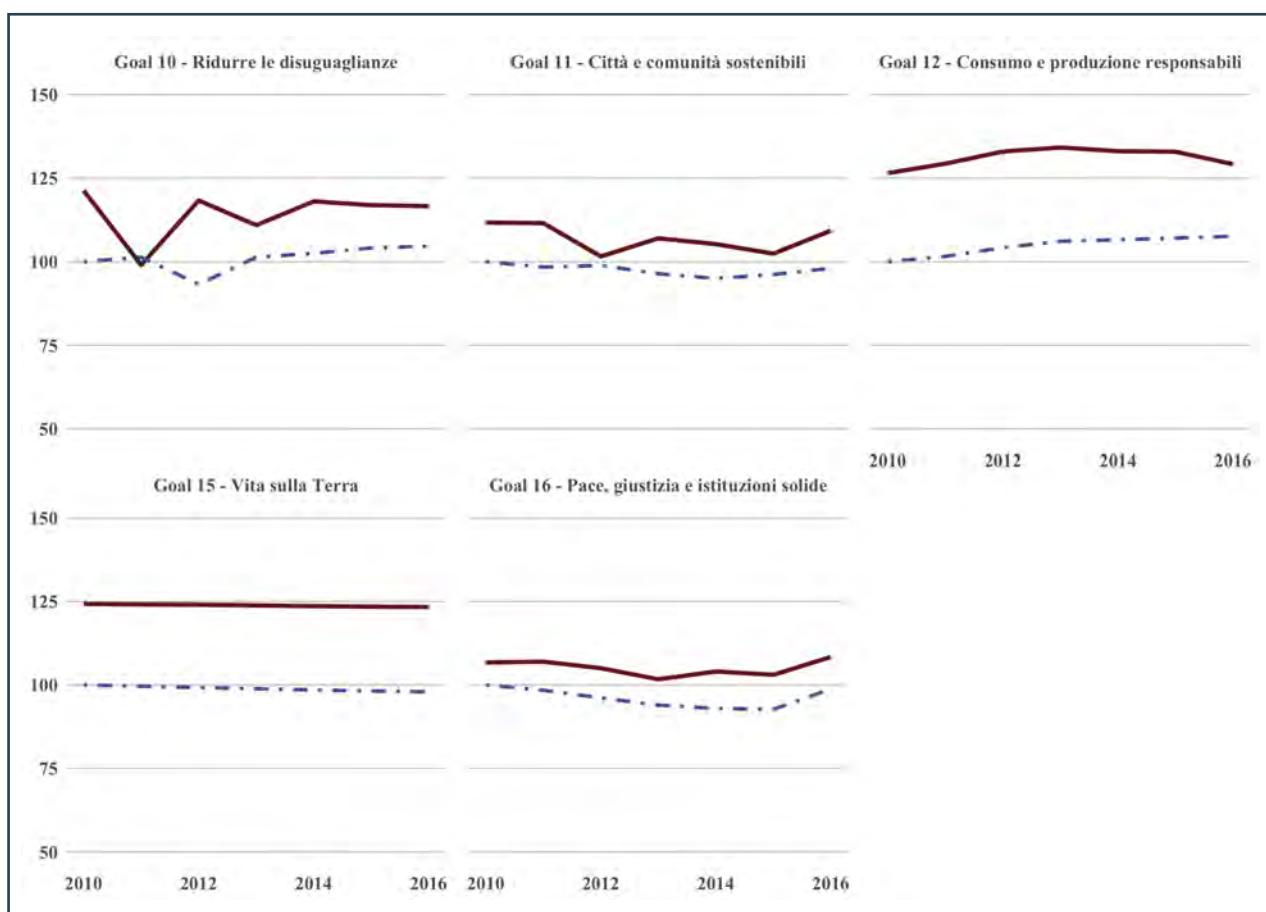 Goal 10 - Ridurre le disuguaglianze
Goal 11 - Città e comunità sostenibili
Goal 12 - Consumo e produzione responsabili
150
125
100
75
50
2010 2012 2014 2016
Goal 15 - Vita sulla Terra
Goal 16 - Pace, giustizia e istituzioni solide
150
125
100
75
50
2010 2012 2014 2016
2010 2012 2014 2016